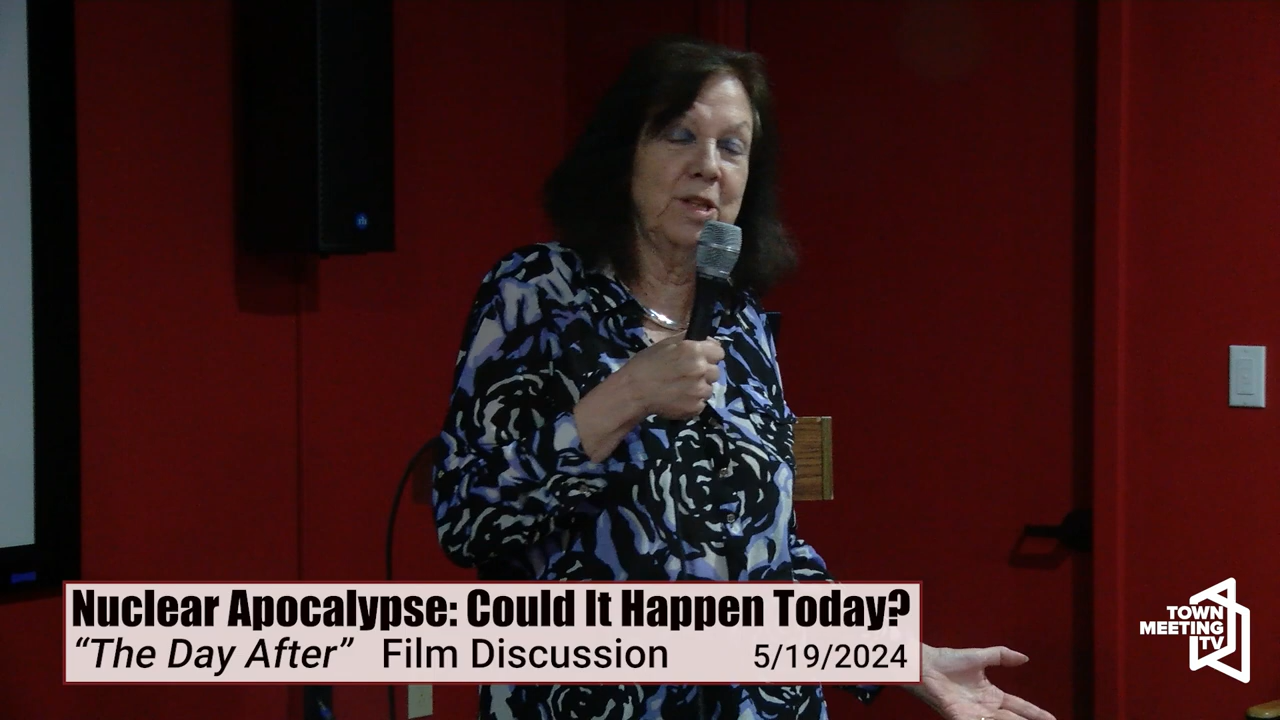 Nuclear Apocalypse: Could It Happen Today?
“The Day After” Film Discussion 5/19/2024
TOWN
MEETING
TV